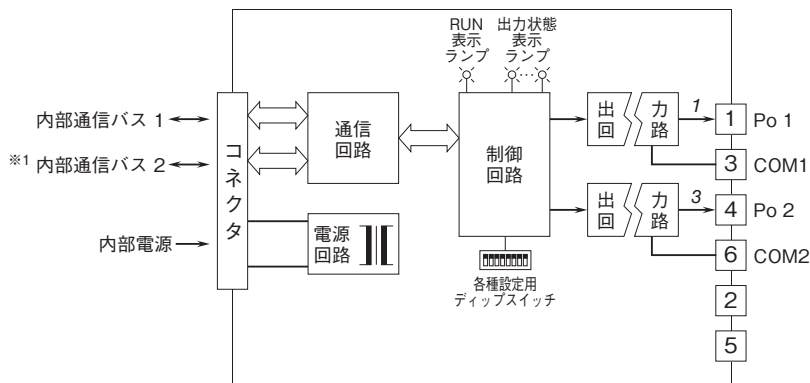 RUN
表示
ランプ
出力状態
表示
ランプ
内部通信バス 1
※1 内部通信バス 2
内部電源
コネクタ
通信
回路
電源
回路
制御
回路
各種設定用
ディップスイッチ
出 力
回 路
1
1 Po 1
3 COM1
出 力
回 路
3
4 Po 2
6 COM2
2
5